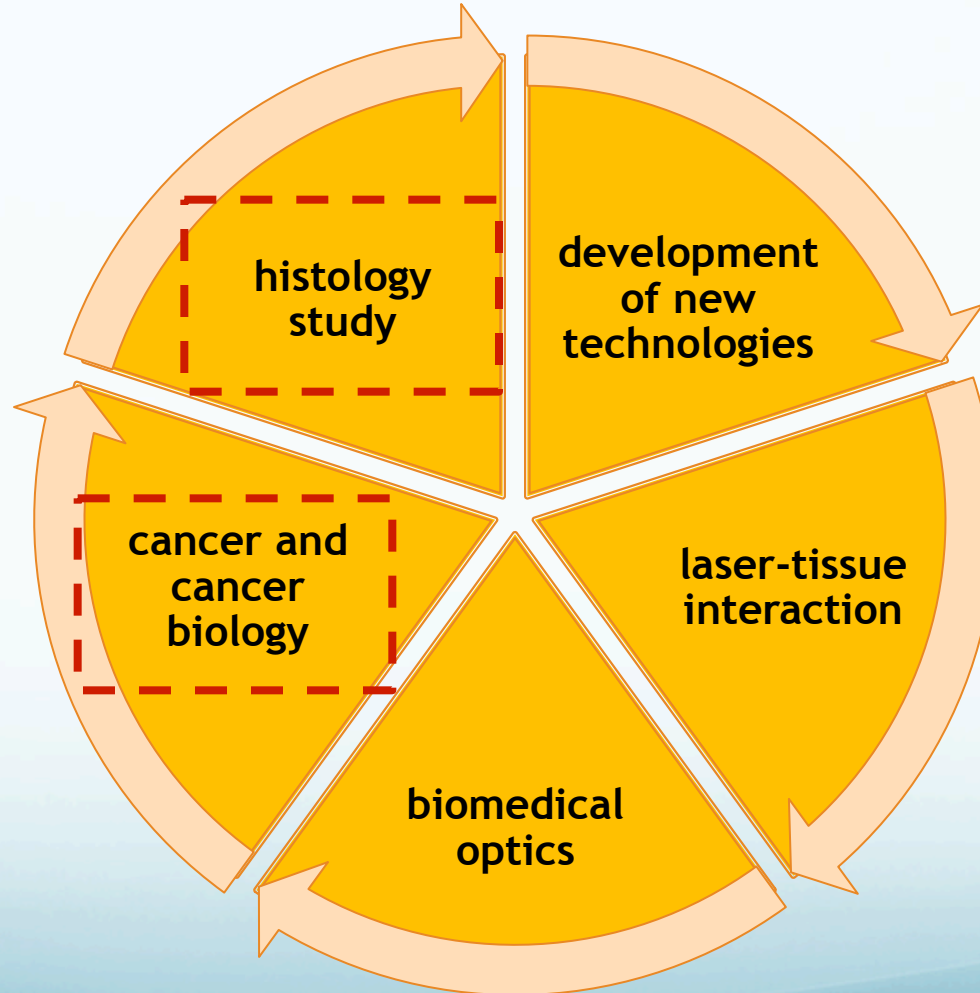 development
of new
technologies
laser-tissue
interaction
biomedical
optics
cancer and
cancer
biology
histology
study